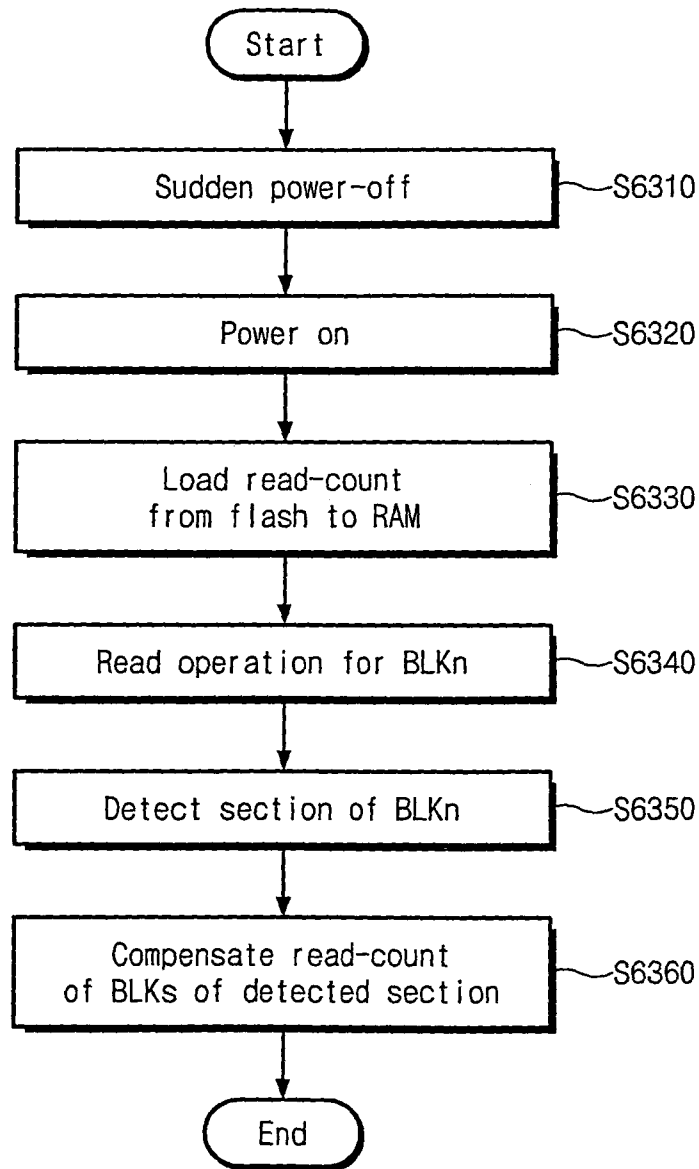 Start
Sudden power-off
S6310
Power on
S6320
Load read-count
from flash to RAM
S6330
Read operation for BLKn
S6340
Detect section of BLKn
S6350
Compensate read-count
of BLKs of detected section
S6360
End